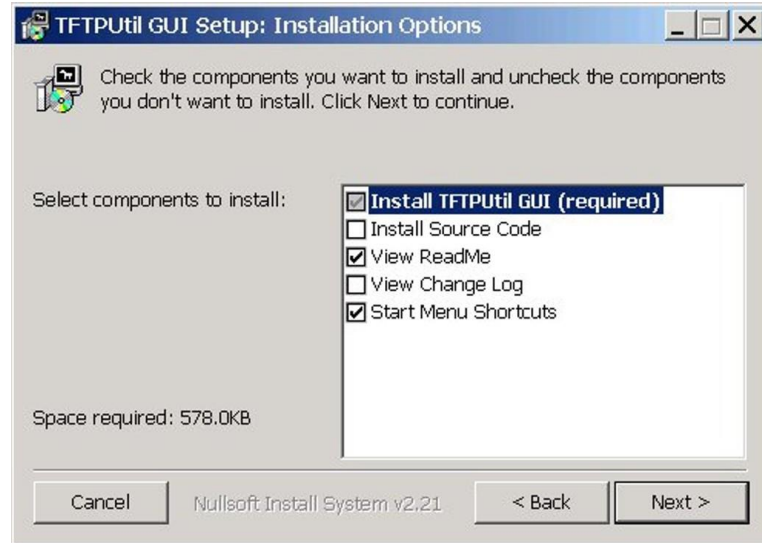 TFTPUtil GUI Setup: Installation Options
Check the components you want to install and uncheck the components
you don't want to install. Click Next to continue.
Select components to install:
Install TFTPUtil GUI (required)
Install Source Code
View ReadMe
View Change Log
Start Menu Shortcuts
Space required: 578.0KB
Cancel
Nullsoft Install System v2.21
< Back
Next >